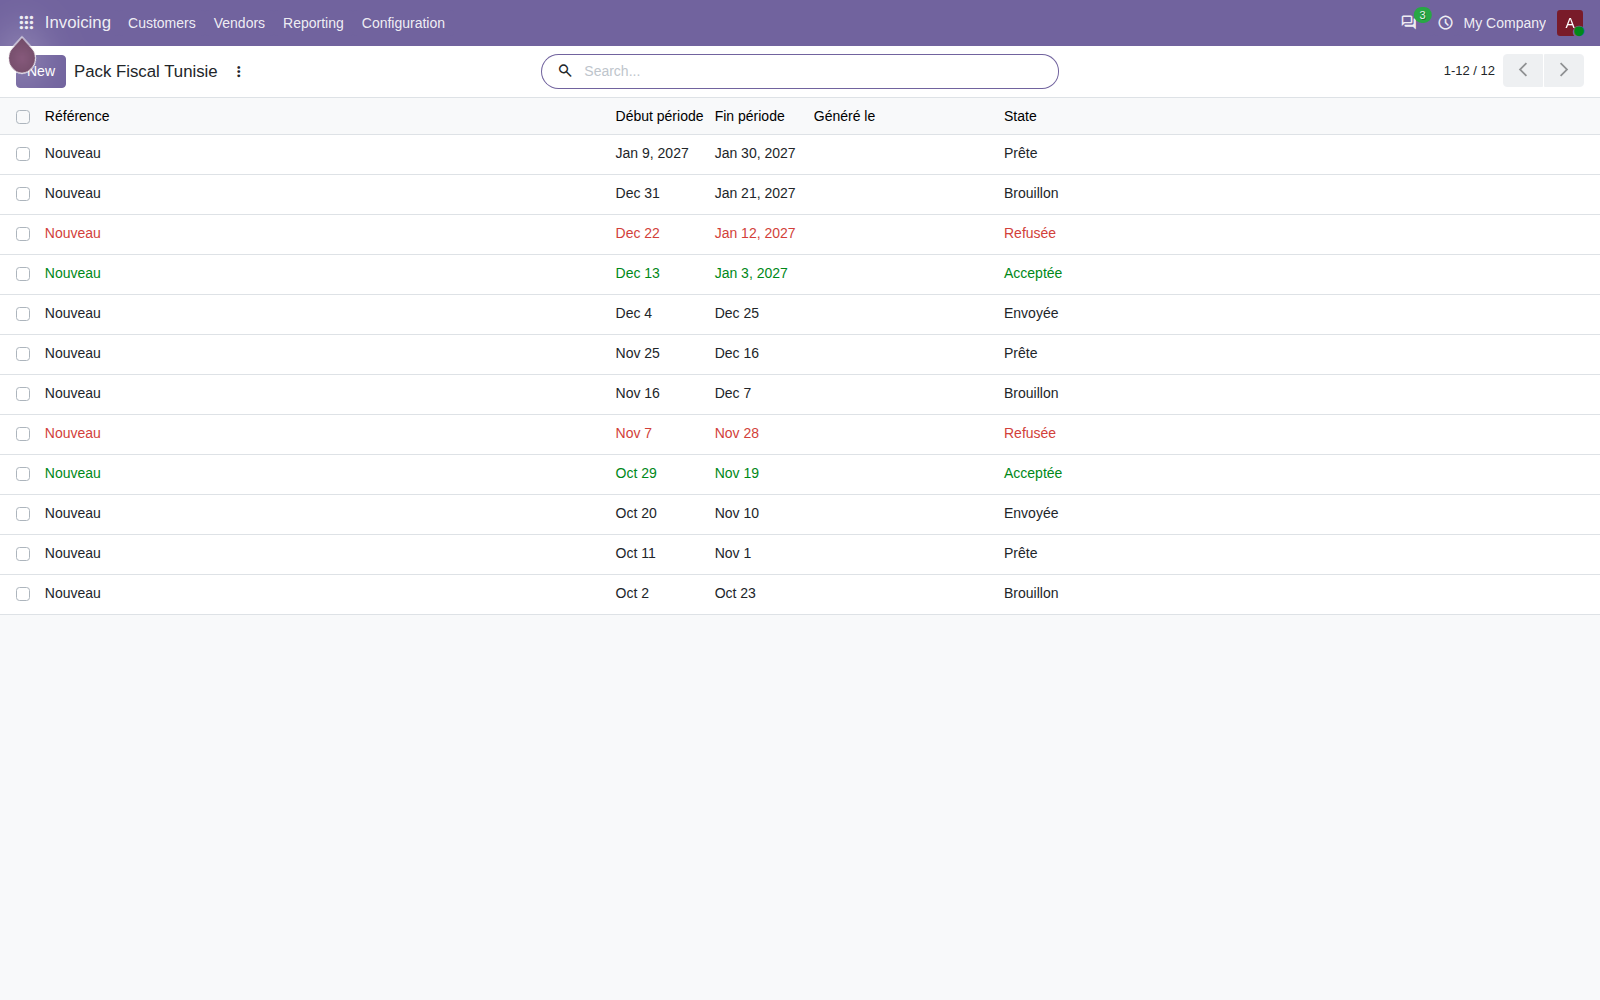 Invoicing Customers Vendors Reporting Configuration 3 My Company A
New Pack Fiscal Tunisie Search... 1-12 / 12
Référence Début période Fin période Généré le State
Nouveau Jan 9, 2027 Jan 30, 2027 Prête
Nouveau Dec 31 Jan 21, 2027 Brouillon
Nouveau Dec 22 Jan 12, 2027 Refusée
Nouveau Dec 13 Jan 3, 2027 Acceptée
Nouveau Dec 4 Dec 25 Envoyée
Nouveau Nov 25 Dec 16 Prête
Nouveau Nov 16 Dec 7 Brouillon
Nouveau Nov 7 Nov 28 Refusée
Nouveau Oct 29 Nov 19 Acceptée
Nouveau Oct 20 Nov 10 Envoyée
Nouveau Oct 11 Nov 1 Prête
Nouveau Oct 2 Oct 23 Brouillon